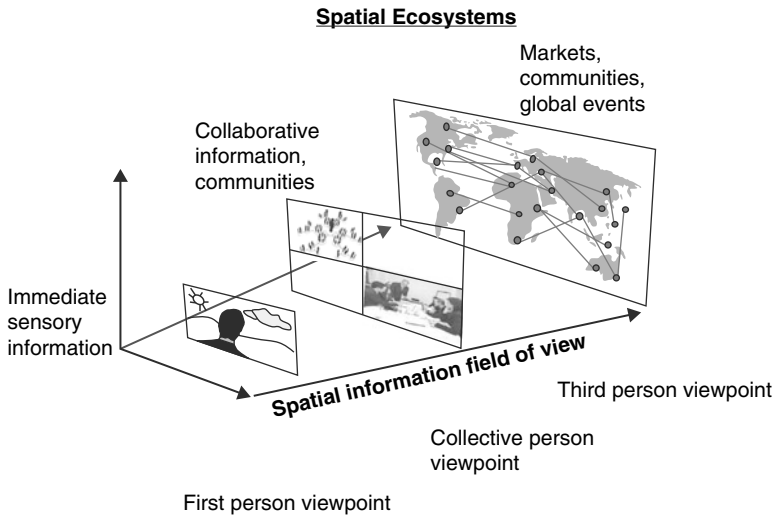 Spatial Ecosystems
Markets,
communities,
global events
Collaborative
information,
communities
Immediate
sensory
information
Spatial information field of view
Third person viewpoint
Collective person
viewpoint
First person viewpoint